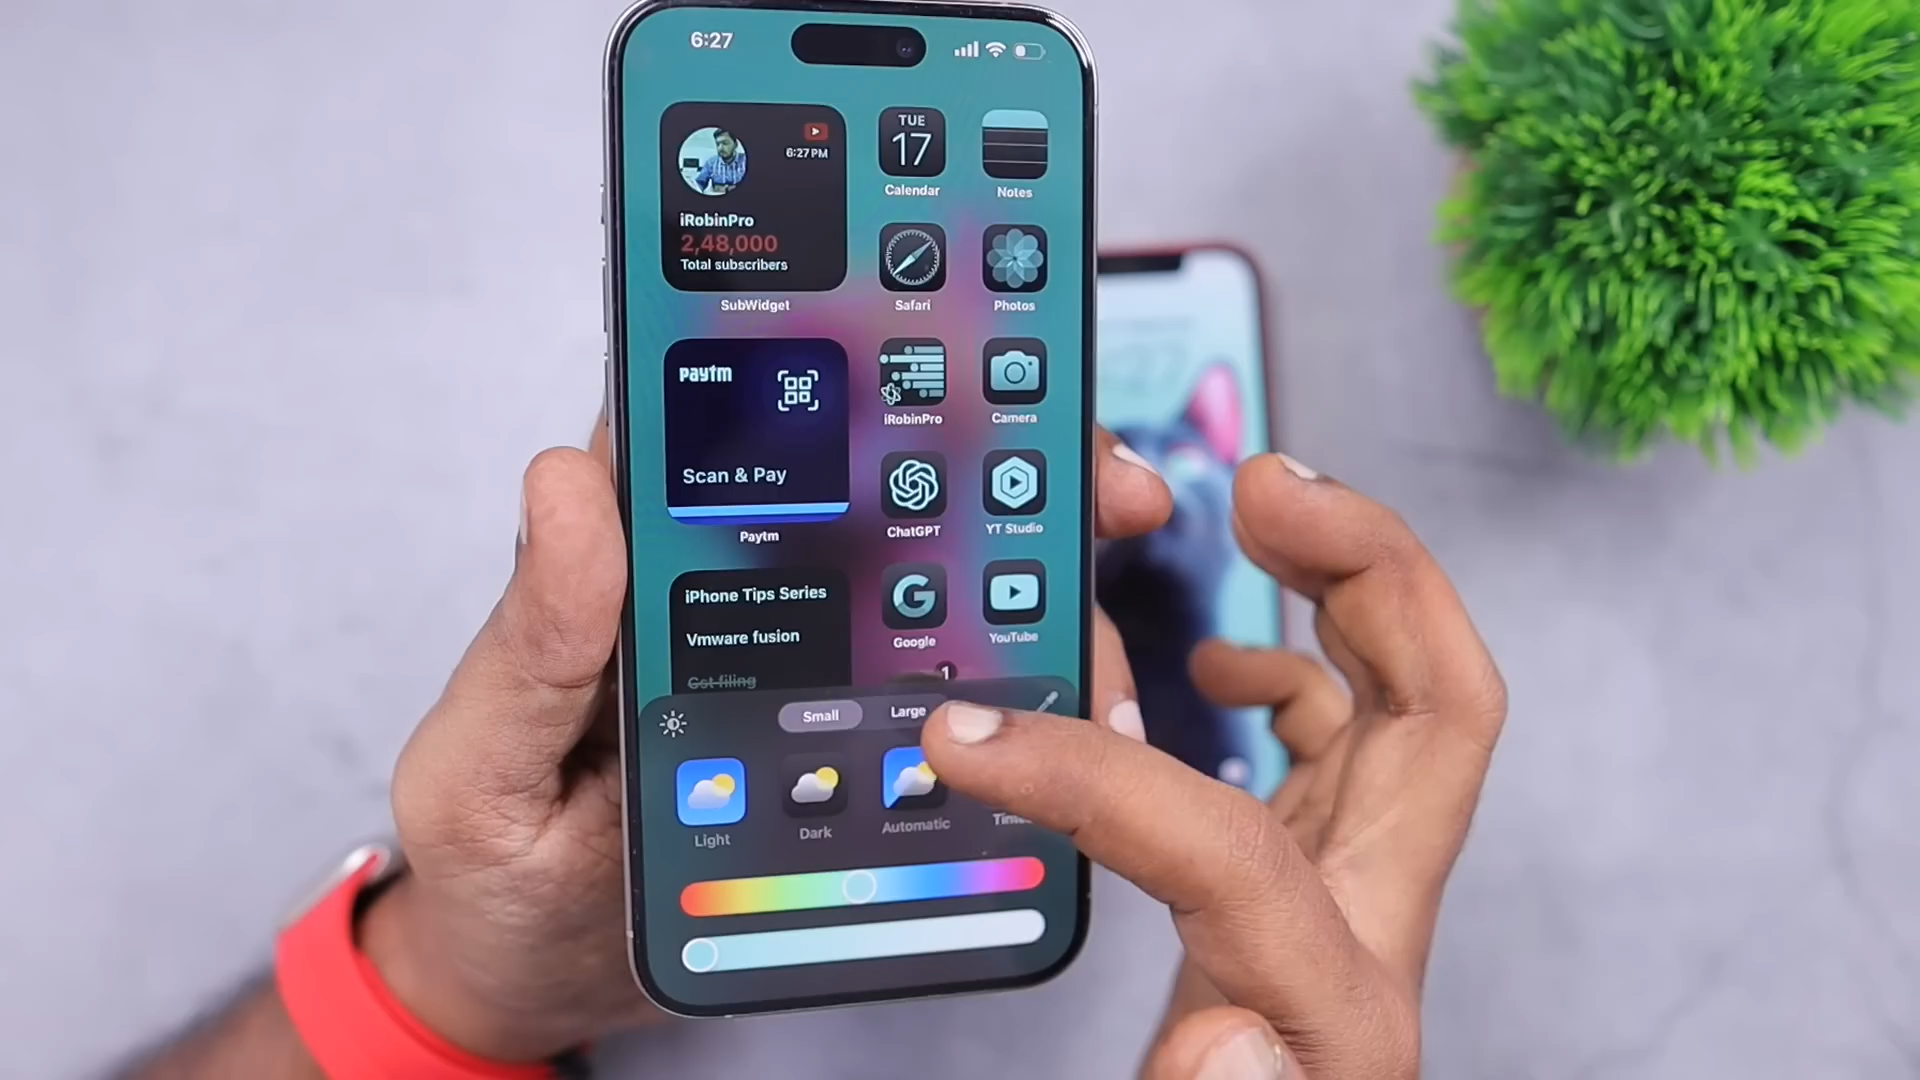 6:27
6:27 PM
iRobinPro
2,48,000
Total subscribers
SubWidget
TUE
17
Calendar
Notes
Safari
Photos
paytm
Scan & Pay
Paytm
iRobinPro
Camera
ChatGPT
YT Studio
iPhone Tips Series
Vmware fusion
Gst filing
G
Google
YouTube
1
Small
Large
Light
Dark
Automatic